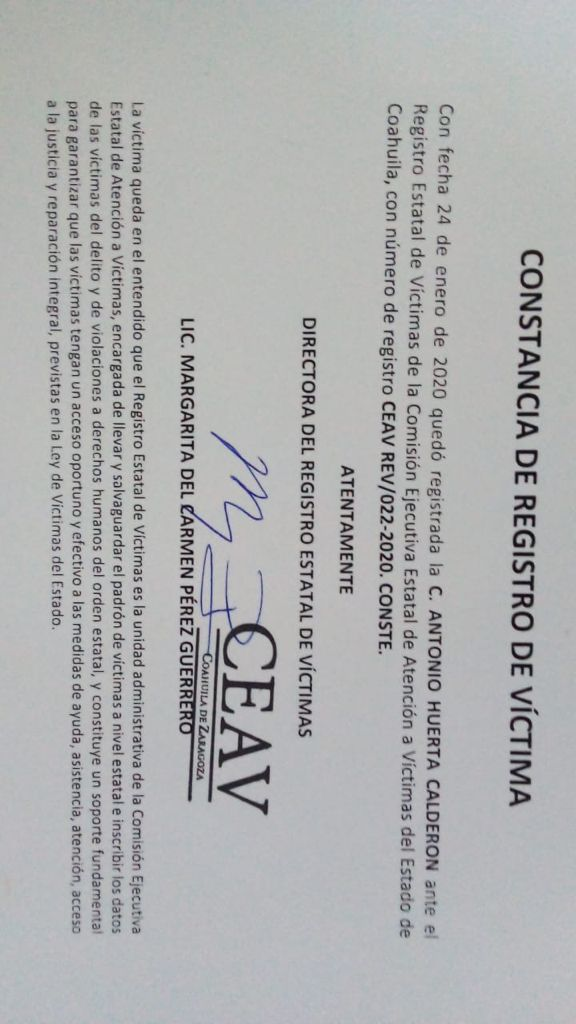 CONSTANCIA DE REGISTRO DE VÍCTIMA
Con fecha 24 de enero de 2020 quedó registrada la C. ANTONIO HUERTA CALDERON ante el
Registro Estatal de Víctimas de la Comisión Ejecutiva Estatal de Atención a Víctimas del Estado de
Coahuila, con número de registro CEAV REV/022-2020. CONSTE.
ATENTAMENTE
DIRECTORA DEL REGISTRO ESTATAL DE VÍCTIMAS
CEAV
COAHUILA DE ZARAGOZA
LIC. MARGARITA DEL CARMEN PÉREZ GUERRERO
La víctima queda en el entendido que el Registro Estatal de Víctimas es la unidad administrativa de la Comisión Ejecutiva
Estatal de Atención a Víctimas, encargada de llevar y salvaguardar el padrón de víctimas a nivel estatal e inscribir los datos
de las víctimas del delito y de violaciones a derechos humanos del orden estatal, y constituye un soporte fundamental
para garantizar que las víctimas tengan un acceso oportuno y efectivo a las medidas de ayuda, asistencia, atención, acceso
a la justicia y reparación integral, previstas en la Ley de Víctimas del Estado.